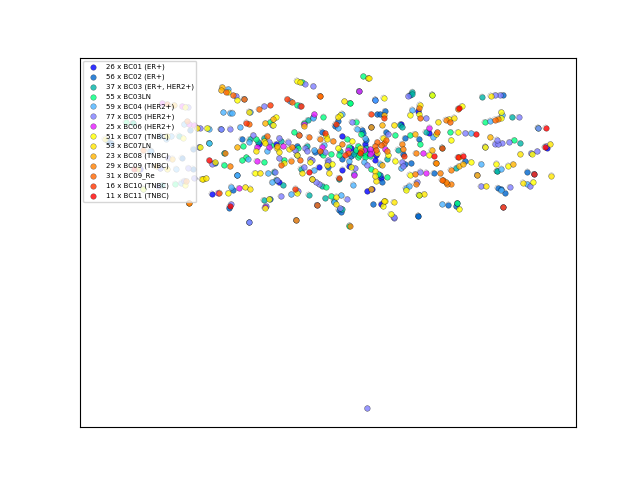 26 x BC01 (ER+)
56 x BC02 (ER+)
37 x BC03 (ER+, HER2+)
55 x BC03LN
59 x BC04 (HER2+)
77 x BC05 (HER2+)
25 x BC06 (HER2+)
51 x BC07 (TNBC)
53 x BC07LN
23 x BC08 (TNBC)
29 x BC09 (TNBC)
31 x BC09_Re
16 x BC10 (TNBC)
11 x BC11 (TNBC)